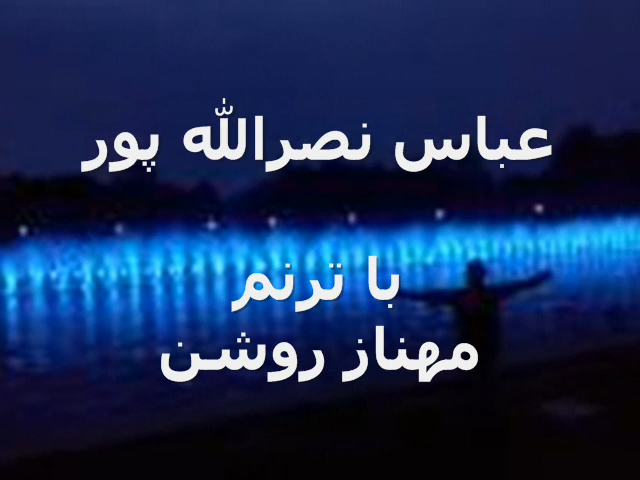 عباس نصرالله پور
با ترنم
مهناز روشن